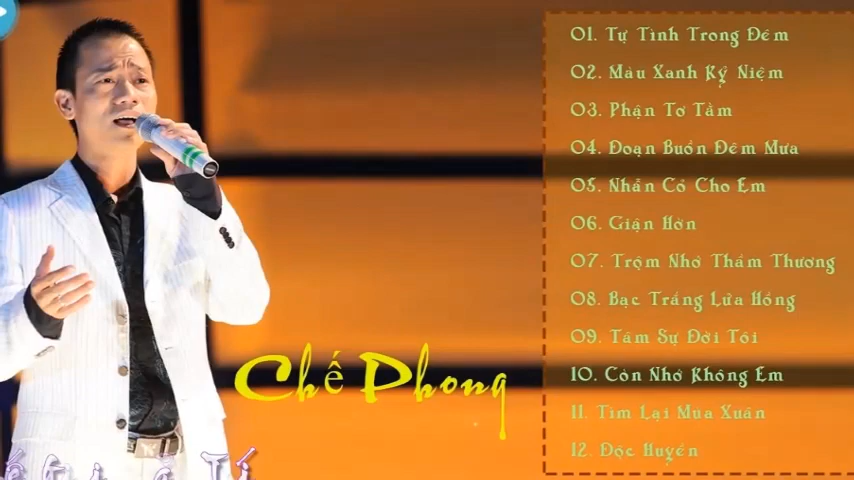 01. Tự Tình Trong Đêm
02. Màu Xanh Kỷ Niệm
03. Phận Tơ Tằm
04. Đoạn Buồn Đêm Mưa
05. Nhẫn Cỏ Cho Em
06. Giận Hờn
07. Trộm Nhớ Thầm Thương
08. Bạc Trắng Lửa Hồng
09. Tâm Sự Đời Tôi
10. Còn Nhớ Không Em
11. Tìm Lại Mùa Xuân
12. Độc Huyền
Chế Phong